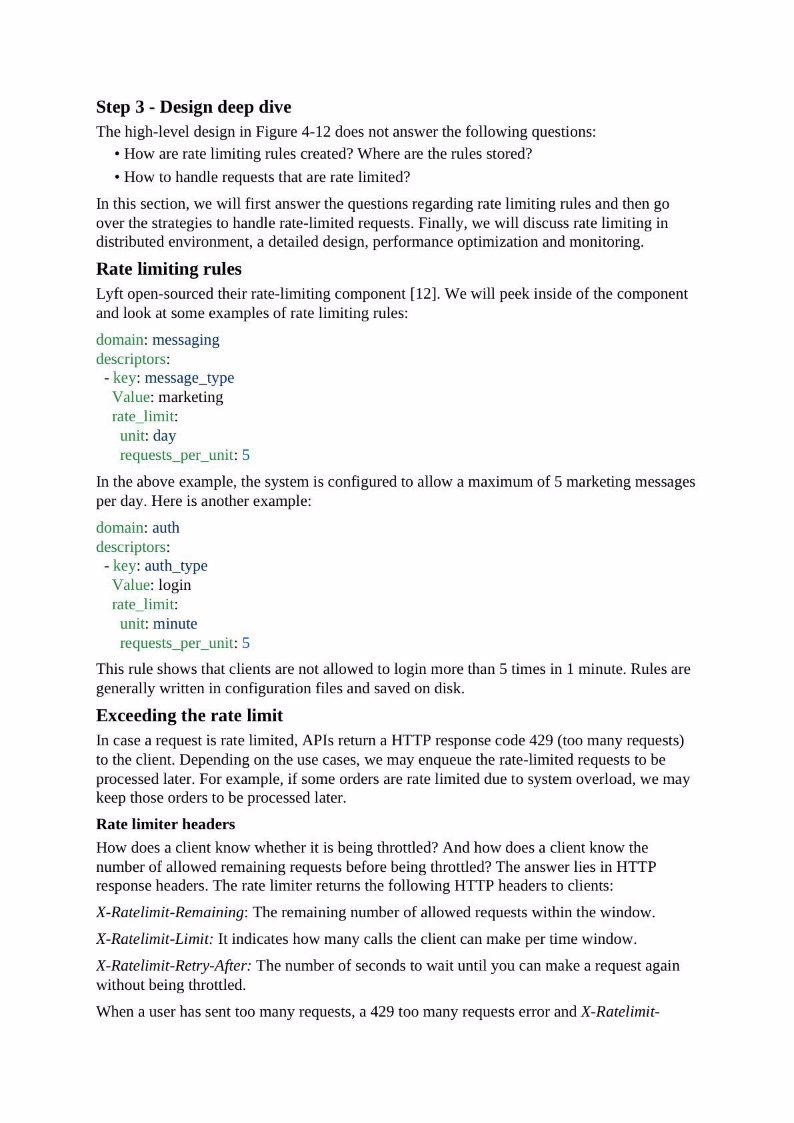 Step 3 - Design deep dive
The high-level design in Figure 4-12 does not answer the following questions:
• How are rate limiting rules created? Where are the rules stored?
• How to handle requests that are rate limited?
In this section, we will first answer the questions regarding rate limiting rules and then go
over the strategies to handle rate-limited requests. Finally, we will discuss rate limiting in
distributed environment, a detailed design, performance optimization and monitoring.
Rate limiting rules
Lyft open-sourced their rate-limiting component [12]. We will peek inside of the component
and look at some examples of rate limiting rules:
domain: messaging
descriptors:
- key: message_type
Value: marketing
rate_limit:
unit: day
requests_per_unit: 5
In the above example, the system is configured to allow a maximum of 5 marketing messages
per day. Here is another example:
domain: auth
descriptors:
- key: auth_type
Value: login
rate_limit:
unit: minute
requests_per_unit: 5
This rule shows that clients are not allowed to login more than 5 times in 1 minute. Rules are
generally written in configuration files and saved on disk.
Exceeding the rate limit
In case a request is rate limited, APIs return a HTTP response code 429 (too many requests)
to the client. Depending on the use cases, we may enqueue the rate-limited requests to be
processed later. For example, if some orders are rate limited due to system overload, we may
keep those orders to be processed later.
Rate limiter headers
How does a client know whether it is being throttled? And how does a client know the
number of allowed remaining requests before being throttled? The answer lies in HTTP
response headers. The rate limiter returns the following HTTP headers to clients:
X-Ratelimit-Remaining: The remaining number of allowed requests within the window.
X-Ratelimit-Limit: It indicates how many calls the client can make per time window.
X-Ratelimit-Retry-After: The number of seconds to wait until you can make a request again
without being throttled.
When a user has sent too many requests, a 429 too many requests error and X-Ratelimit-